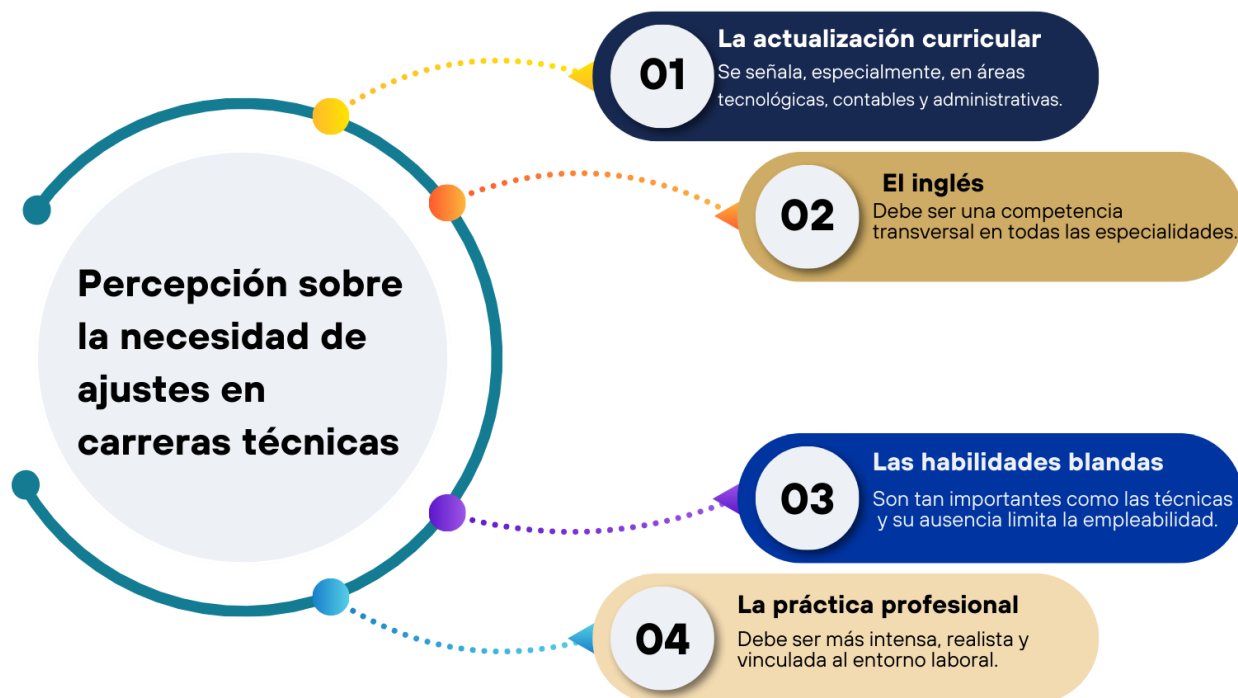 Percepción sobre
la necesidad de
ajustes en
carreras técnicas
01
La actualización curricular
Se señala, especialmente, en áreas
tecnológicas, contables y administrativas.
02
El inglés
Debe ser una competencia
transversal en todas las especialidades.
03
Las habilidades blandas
Son tan importantes como las técnicas
y su ausencia limita la empleabilidad.
04
La práctica profesional
Debe ser más intensa, realista y
vinculada al entorno laboral.